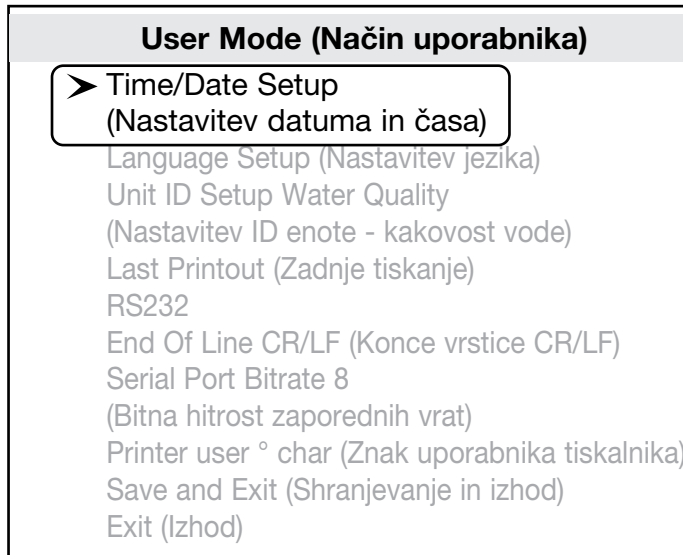 User Mode (Način uporabnika)
➤ Time/Date Setup
(Nastavitev datuma in časa)
Language Setup (Nastavitev jezika)
Unit ID Setup Water Quality
(Nastavitev ID enote - kakovost vode)
Last Printout (Zadnje tiskanje)
RS232
End Of Line CR/LF (Konce vrstice CR/LF)
Serial Port Bitrate 8
(Bitna hitrost zaporednih vrat)
Printer user ° char (Znak uporabnika tiskalnika)
Save and Exit (Shranjevanje in izhod)
Exit (Izhod)